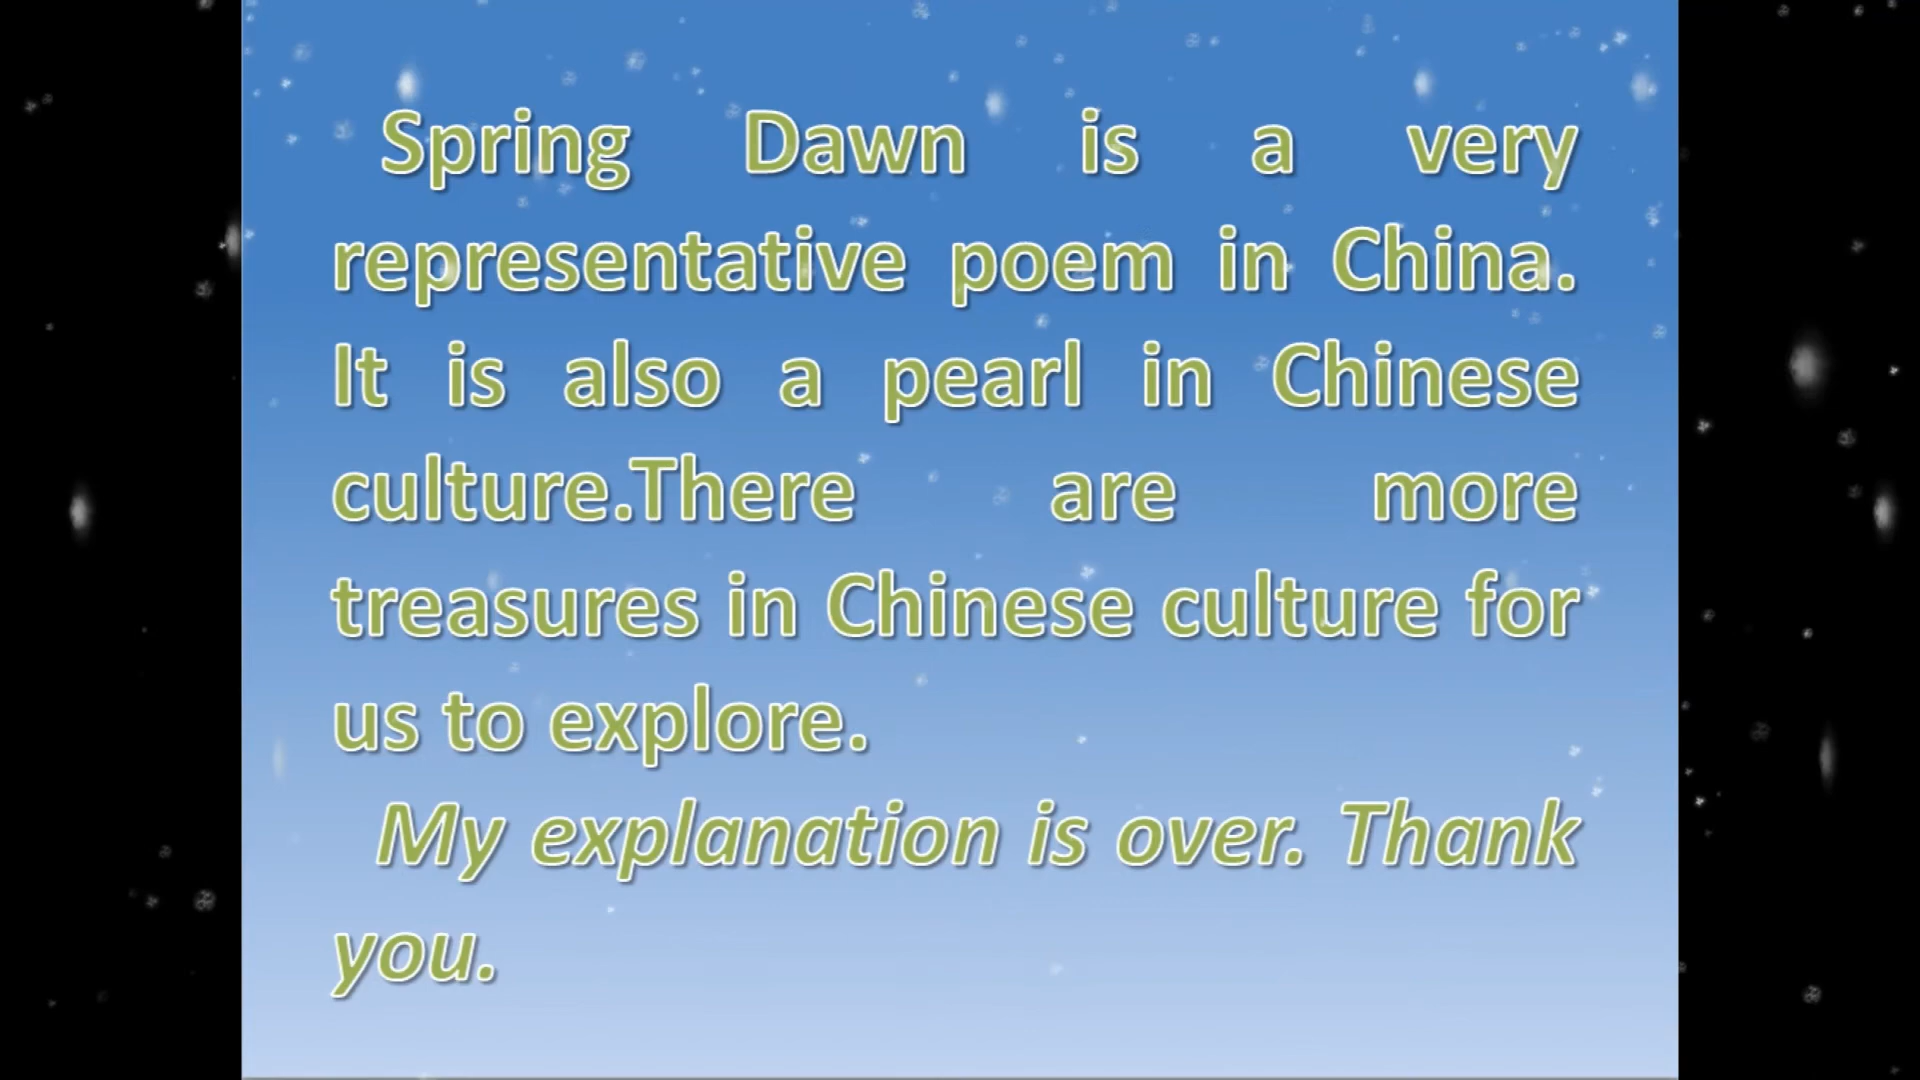 Spring Dawn is a very
representative poem in China.
It is also a pearl in Chinese
culture.There are more
treasures in Chinese culture for
us to explore.
My explanation is over. Thank
you.